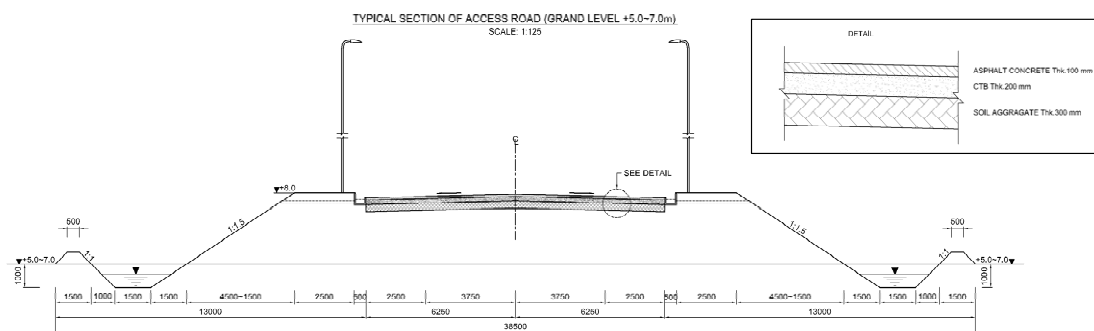 TYPICAL SECTION OF ACCESS ROAD (GRAND LEVEL +5.0~7.0m)
SCALE: 1:125
DETAIL
ASPHALT CONCRETE Thk.100 mm
CTB Thk.200 mm
SOIL AGGRAGATE Thk.300 mm
SEE DETAIL
+8.0
1:1.5
1:1.5
500
500
1:1
1:1
+5.0~7.0
+5.0~7.0
1000
1000
1500 1000 1500 1500 4500~1500 2500 500 2500 3750 3750 2500 500 2500 4500~1500 1500 1500 1000 1500
13000 6250 6250 13000
38500